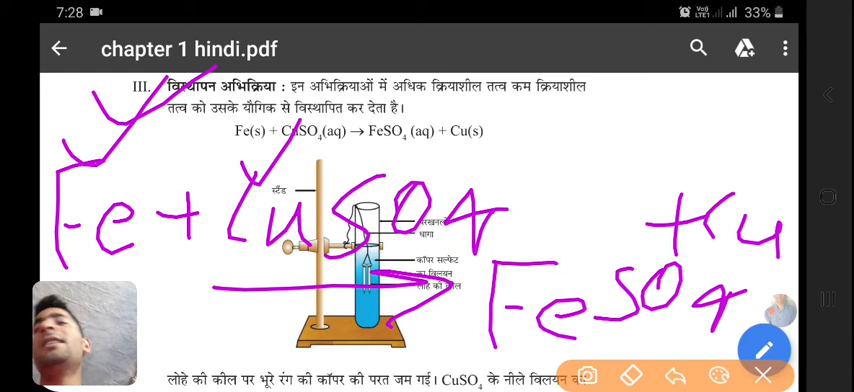 7:28 Vo) LTE1 33%
chapter 1 hindi.pdf
III. विस्थापन अभिक्रिया : इन अभिक्रियाओं में अधिक क्रियाशील तत्व कम क्रियाशील
तत्व को उसके यौगिक से विस्थापित कर देता है।
Fe(s) + CuSO4(aq) → FeSO4 (aq) + Cu(s)
स्टैंड
धागा
कॉपर सल्फेट
का विलयन
लोहे की कील
Fe + CuSO4
+ Cu
FeSO4
लोहे की कील पर भूरे रंग की कॉपर की परत जम गई। CuSO4 के नीले विलयन का